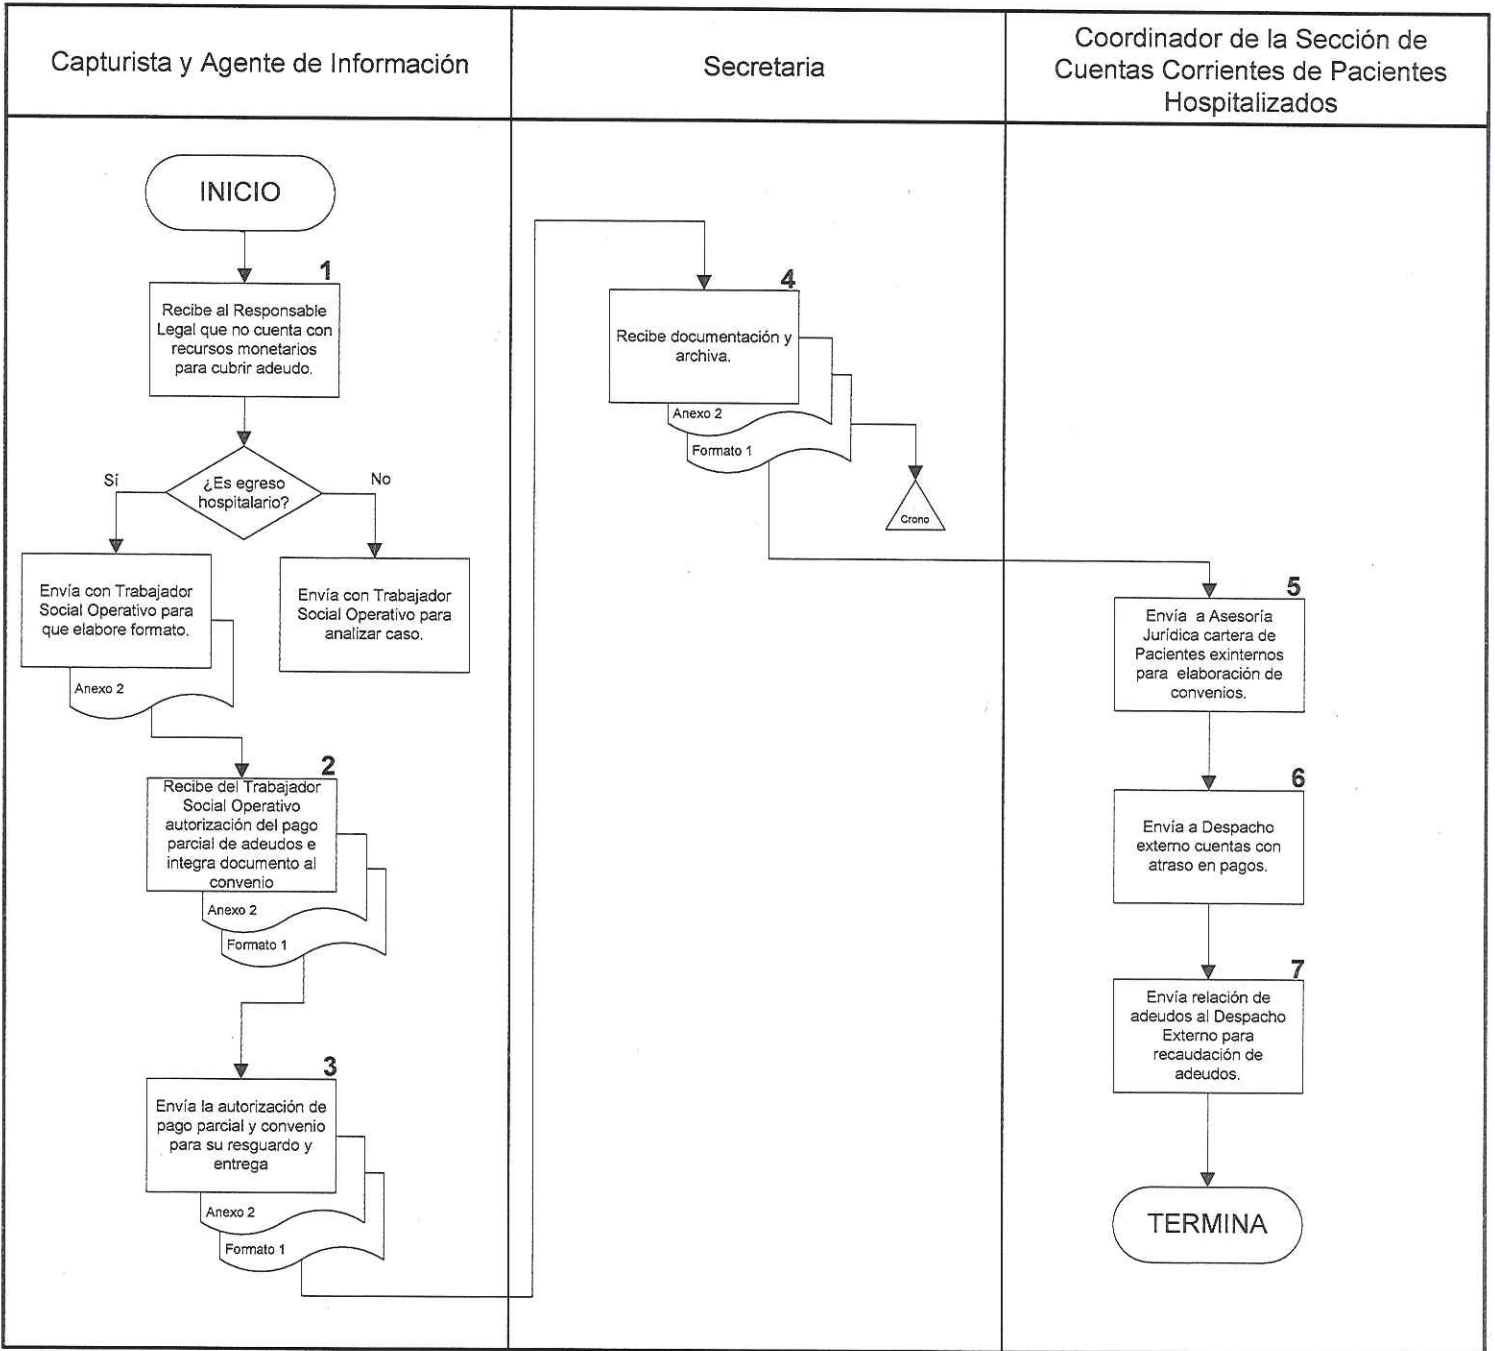 Capturista y Agente de Información
Secretaria
Coordinador de la Sección de
Cuentas Corrientes de Pacientes
Hospitalizados
INICIO
1
Recibe al Responsable
Legal que no cuenta con
recursos monetarios
para cubrir adeudo.
¿Es egreso
hospitalario?
Sí
No
Envía con Trabajador
Social Operativo para
que elabore formato.
Anexo 2
Envía con Trabajador
Social Operativo para
analizar caso.
2
Recibe del Trabajador
Social Operativo
autorización del pago
parcial de adeudos e
integra documento al
convenio
Anexo 2
Formato 1
3
Envía la autorización de
pago parcial y convenio
para su resguardo y
entrega
Anexo 2
Formato 1
4
Recibe documentación y
archiva.
Anexo 2
Formato 1
Crono
5
Envía a Asesoría
Jurídica cartera de
Pacientes exinternos
para elaboración de
convenios.
6
Envía a Despacho
externo cuentas con
atraso en pagos.
7
Envía relación de
adeudos al Despacho
Externo para
recaudación de
adeudos.
TERMINA